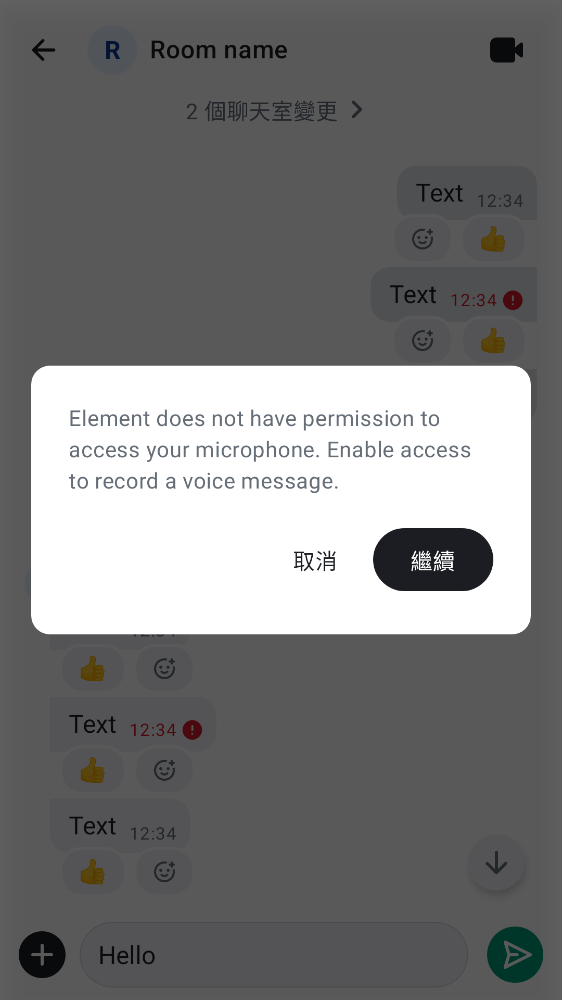 R Room name
2 個聊天室變更
Text 12:34
Text 12:34
Element does not have permission to
access your microphone. Enable access
to record a voice message.
取消 繼續
12:34
Text 12:34
Text 12:34
Hello